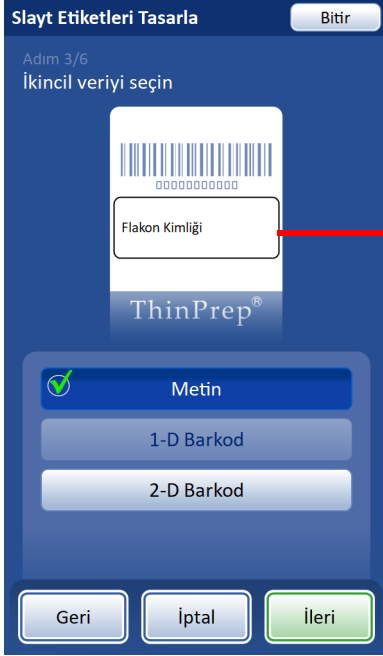 Slayt Etiketleri Tasarla
Bitir
Adım 3/6
İkincil veriyi seçin
Flakon Kimliği
ThinPrep®
Metin
1-D Barkod
2-D Barkod
Geri
İptal
İleri